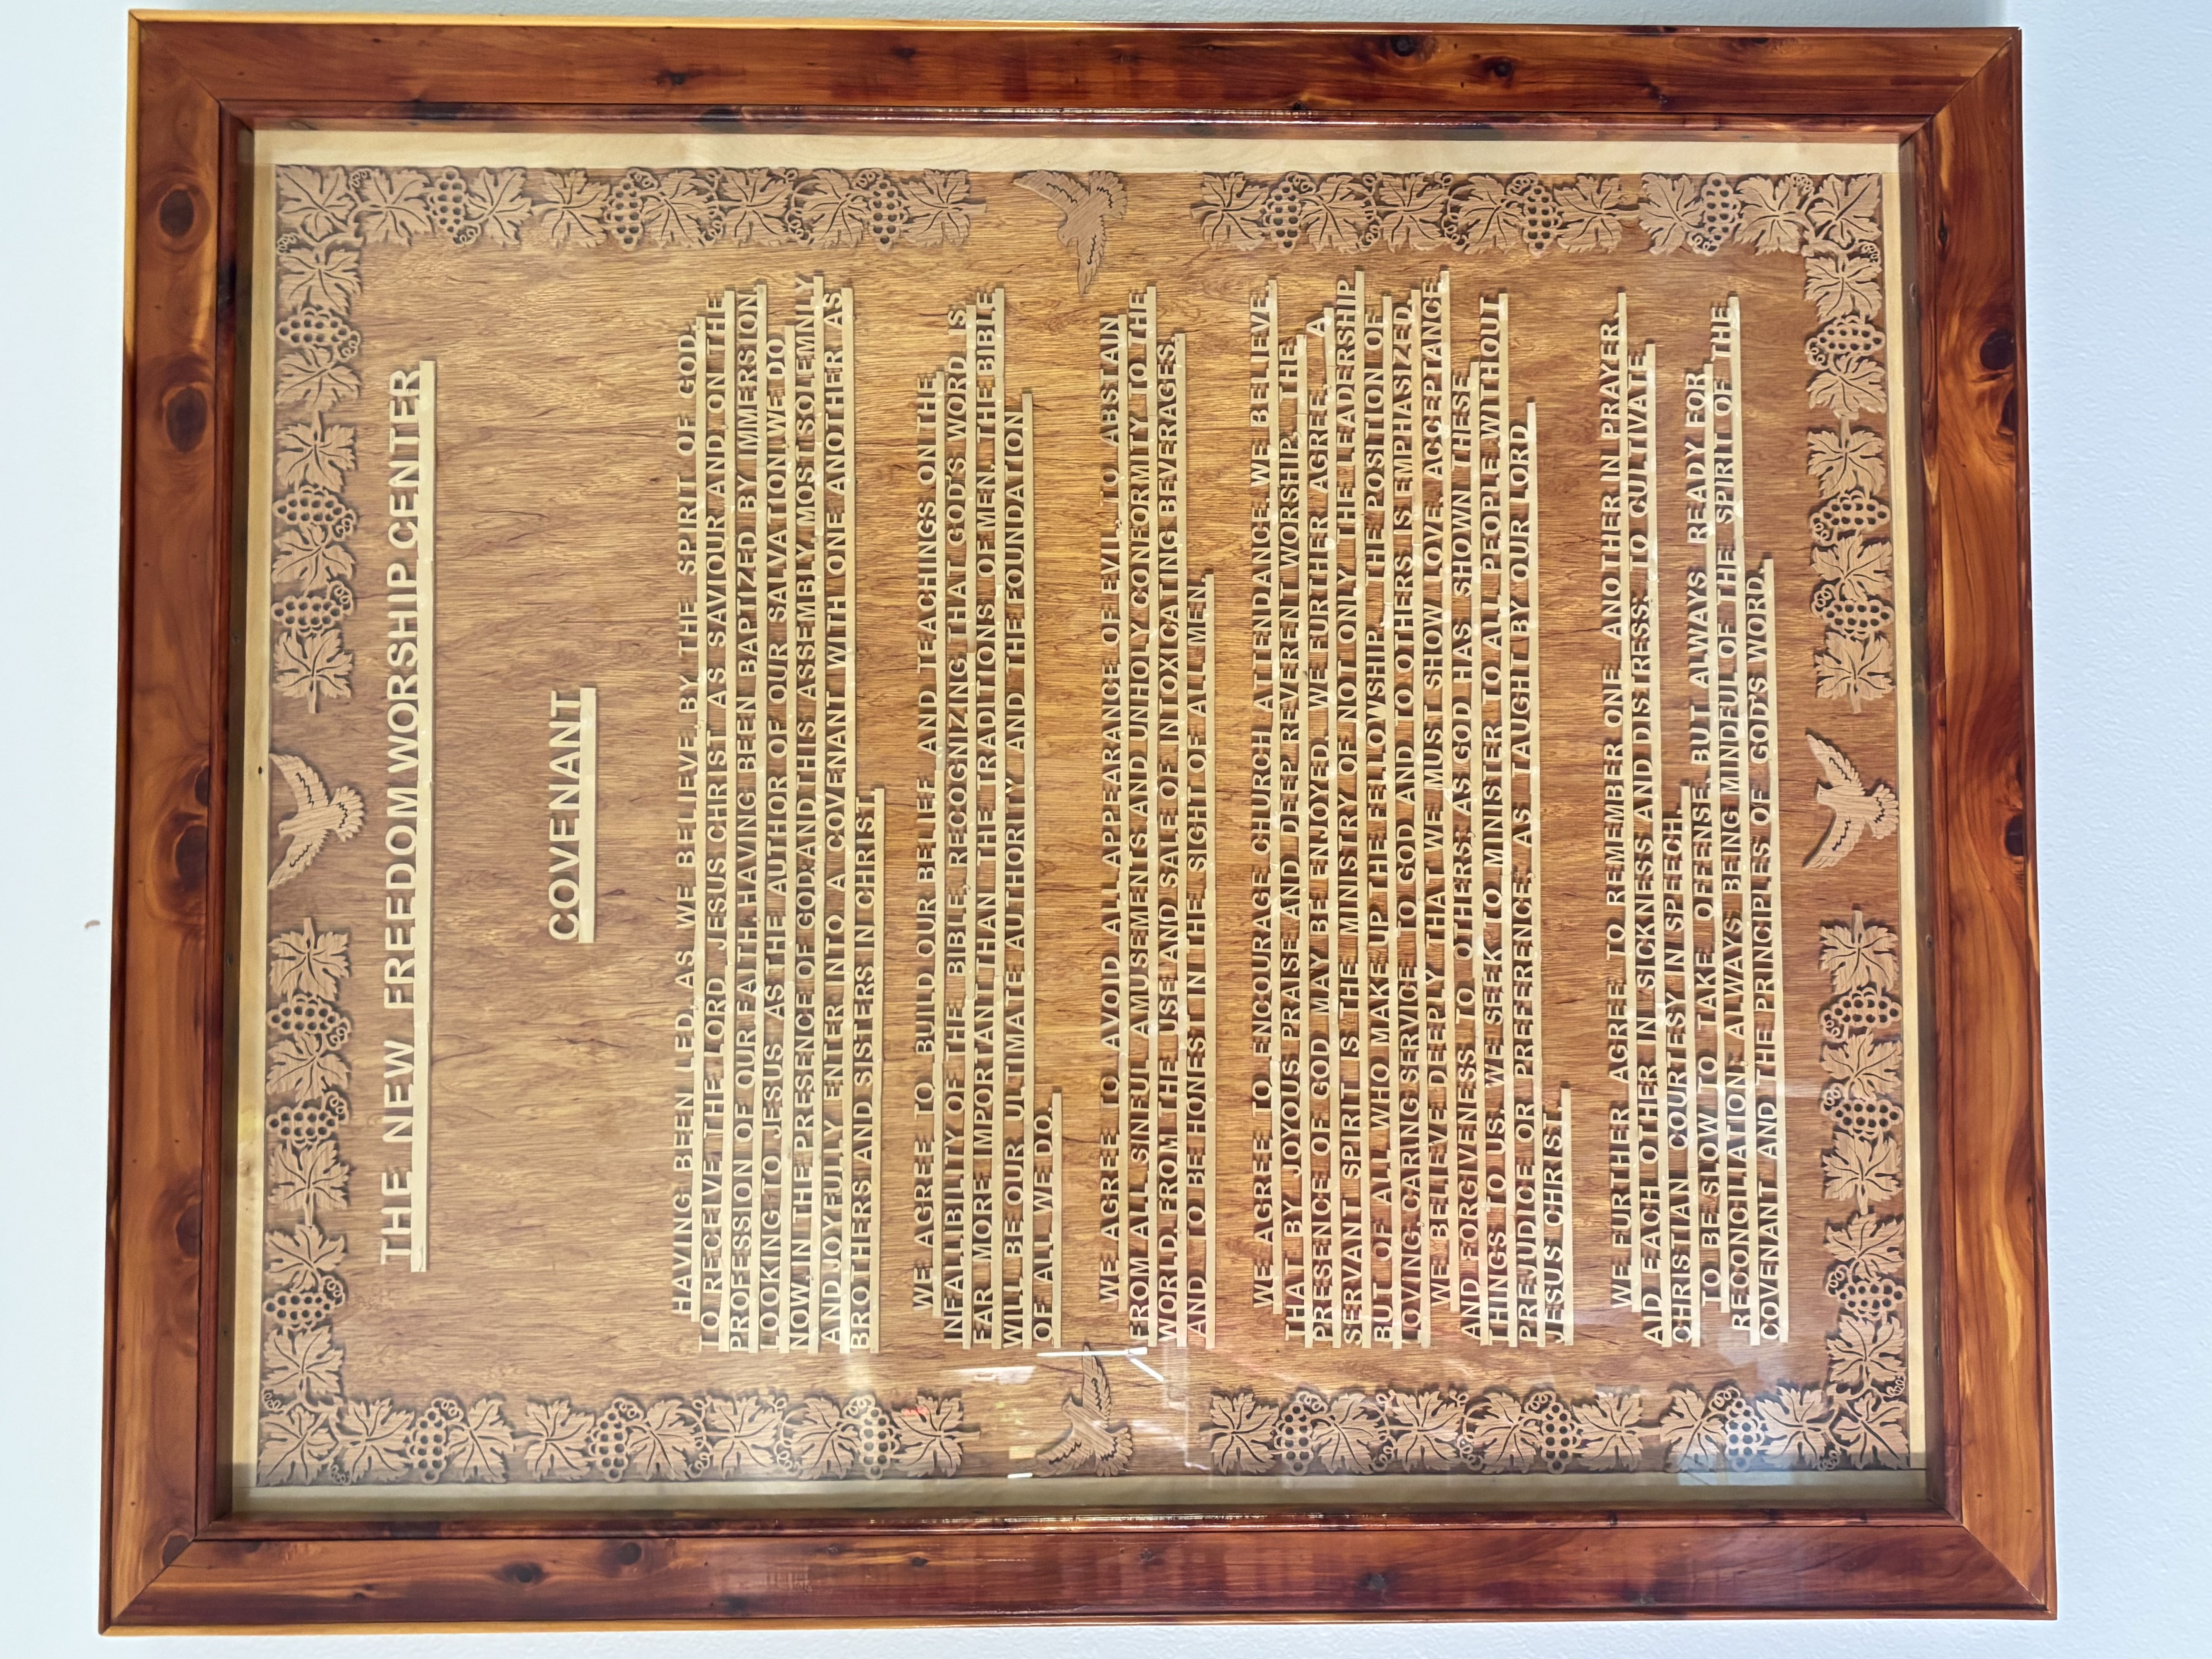 THE NEW FREEDOM WORSHIP CENTER
COVENANT
HAVING BEEN LED, AS WE BELIEVE, BY THE SPIRIT OF GOD,
TO RECEIVE THE LORD JESUS CHRIST AS SAVIOUR AND, ON THE
PROFESSION OF OUR FAITH, HAVING BEEN BAPTIZED BY IMMERSION,
LOOKING TO JESUS AS THE AUTHOR OF OUR SALVATION, WE DO
NOW, IN THE PRESENCE OF GOD, AND THIS ASSEMBLY, MOST SOLEMNLY
AND JOYFULLY ENTER INTO A COVENANT WITH ONE ANOTHER AS
BROTHERS AND SISTERS IN CHRIST.
WE AGREE TO BUILD OUR BELIEF AND TEACHINGS ON THE
INFALLIBILITY OF THE BIBLE, RECOGNIZING THAT GOD'S WORD IS
FAR MORE IMPORTANT THAN THE TRADITIONS OF MEN. THE BIBLE
WILL BE OUR ULTIMATE AUTHORITY AND THE FOUNDATION
OF ALL WE DO.
WE AGREE TO AVOID ALL APPEARANCE OF EVIL, TO ABSTAIN
FROM ALL SINFUL AMUSEMENTS AND UNHOLY CONFORMITY TO THE
WORLD, FROM THE USE AND SALE OF INTOXICATING BEVERAGES,
AND TO BE HONEST IN THE SIGHT OF ALL MEN.
WE AGREE TO ENCOURAGE CHURCH ATTENDANCE. WE BELIEVE,
THAT BY JOYOUS PRAISE AND DEEP REVERENT WORSHIP, THE
PRESENCE OF GOD MAY BE ENJOYED. WE FURTHER AGREE, A
SERVANT SPIRIT IS THE MINISTRY OF NOT ONLY THE LEADERSHIP
BUT OF ALL WHO MAKE UP THE FELLOWSHIP. THE POSITION OF
LOVING, CARING SERVICE TO GOD AND TO OTHERS IS EMPHASIZED.
WE BELIEVE DEEPLY THAT WE MUST SHOW LOVE, ACCEPTANCE,
AND FORGIVENESS TO OTHERS; AS GOD HAS SHOWN THESE
THINGS TO US. WE SEEK TO MINISTER TO ALL PEOPLE WITHOUT
PREJUDICE OR PREFERENCE; AS TAUGHT BY OUR LORD
JESUS CHRIST.
WE FURTHER AGREE TO REMEMBER ONE ANOTHER IN PRAYER,
AID EACH OTHER IN SICKNESS AND DISTRESS; TO CULTIVATE
CHRISTIAN COURTESY IN SPEECH.
TO BE SLOW TO TAKE OFFENSE, BUT ALWAYS READY FOR
RECONCILIATION; ALWAYS BEING MINDFUL OF THE SPIRIT OF THE
COVENANT AND THE PRINCIPLES OF GOD'S WORD.